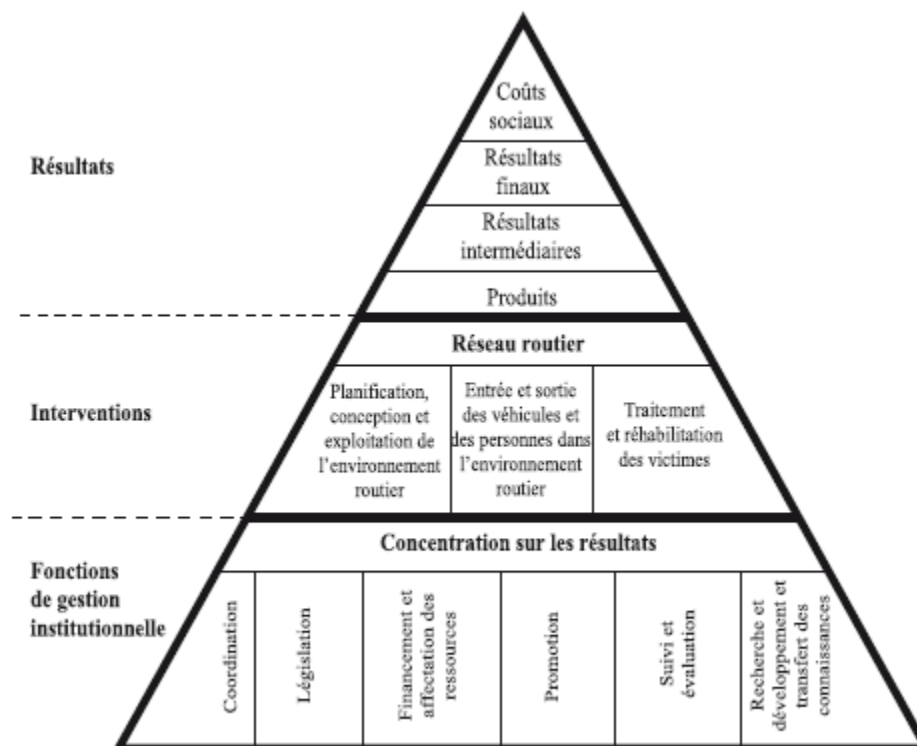 Coûts
sociaux
Résultats
Résultats
finaux
Résultats
intermédiaires
Produits
Réseau routier
Interventions
Planification,
conception et
exploitation de
l'environnement
routier
Entrée et sortie
des véhicules et
des personnes dans
l'environnement
routier
Traitement
et réhabilitation
des victimes
Concentration sur les résultats
Fonctions
de gestion
institutionnelle
Coordination
Législation
Financement et
affectation des
ressources
Promotion
Suivi et
évaluation
Recherche et
développement et
transfert des
connaissances